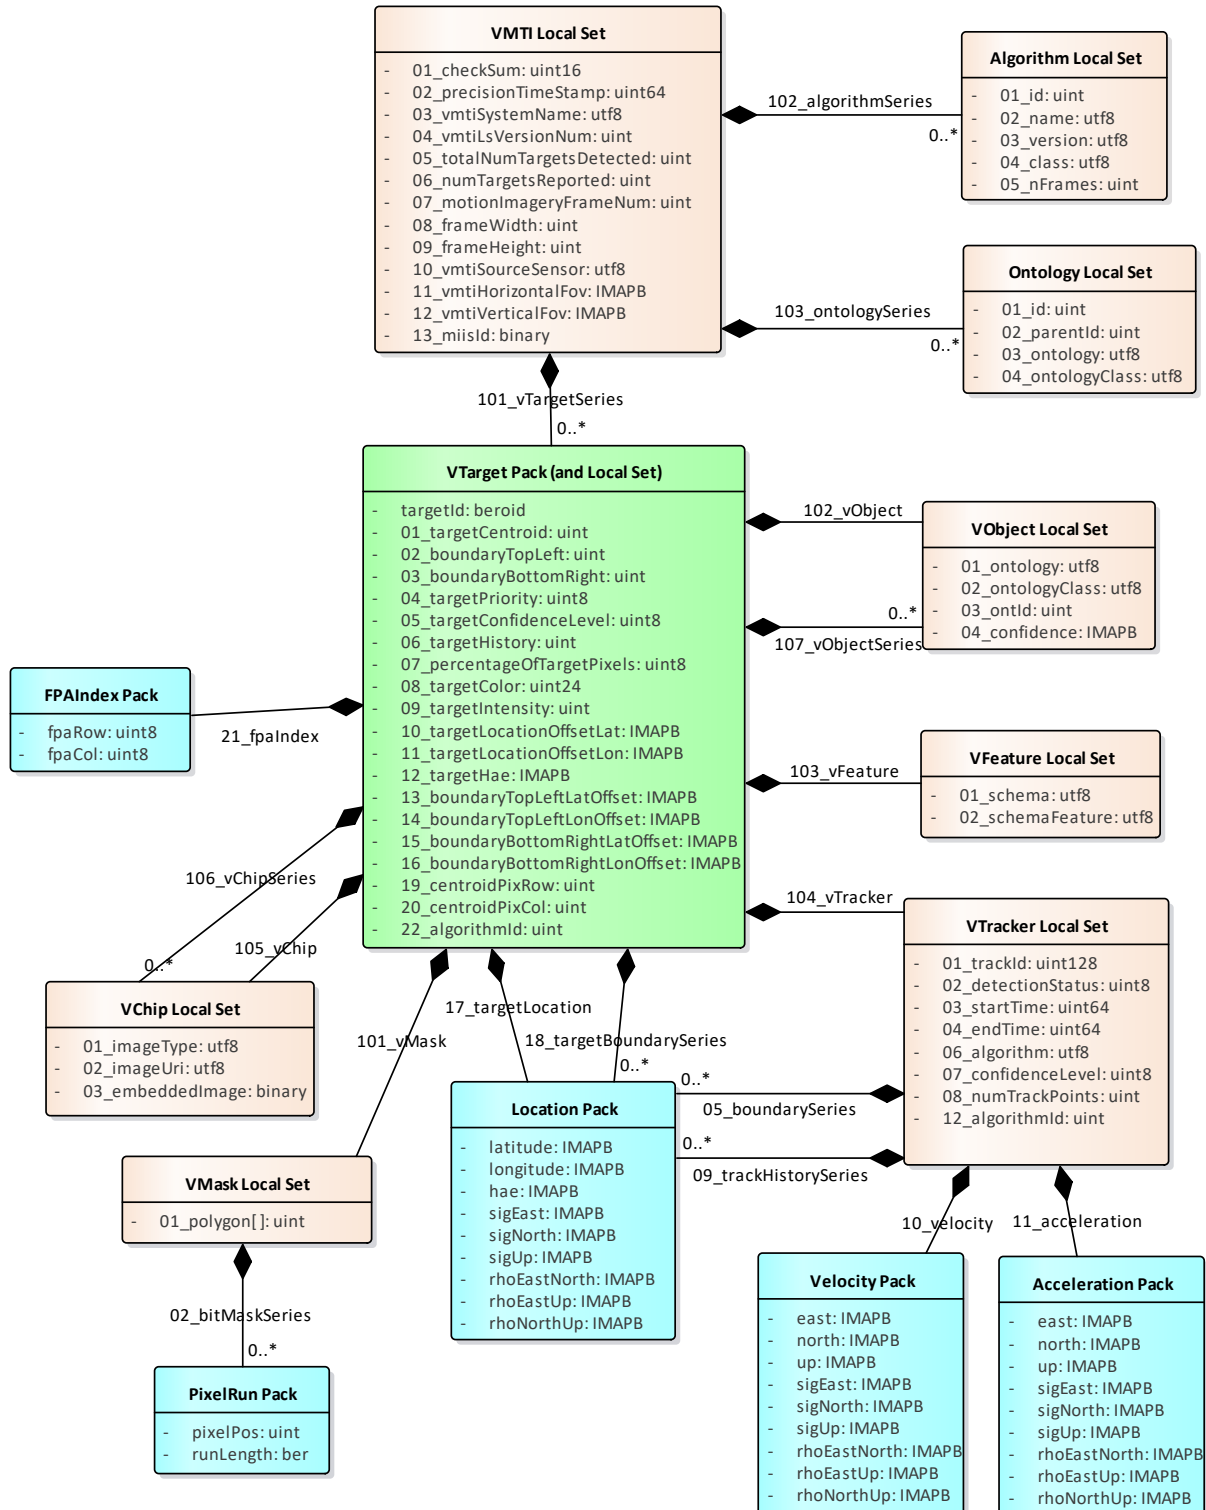 VMTI Local Set
- 01_checkSum: uint16
- 02_precisionTimeStamp: uint64
- 03_vmtiSystemName: utf8
- 04_vmtiLsVersionNum: uint
- 05_totalNumTargetsDetected: uint
- 06_numTargetsReported: uint
- 07_motionImageryFrameNum: uint
- 08_frameWidth: uint
- 09_frameHeight: uint
- 10_vmtiSourceSensor: utf8
- 11_vmtiHorizontalFov: IMAPB
- 12_vmtiVerticalFov: IMAPB
- 13_miisId: binary
102_algorithmSeries
0..*
Algorithm Local Set
- 01_id: uint
- 02_name: utf8
- 03_version: utf8
- 04_class: utf8
- 05_nFrames: uint
103_ontologySeries
0..*
Ontology Local Set
- 01_id: uint
- 02_parentId: uint
- 03_ontology: utf8
- 04_ontologyClass: utf8
101_vTargetSeries
0..*
VTarget Pack (and Local Set)
- targetId: beroid
- 01_targetCentroid: uint
- 02_boundaryTopLeft: uint
- 03_boundaryBottomRight: uint
- 04_targetPriority: uint8
- 05_targetConfidenceLevel: uint8
- 06_targetHistory: uint
- 07_percentageOfTargetPixels: uint8
- 08_targetColor: uint24
- 09_targetIntensity: uint
- 10_targetLocationOffsetLat: IMAPB
- 11_targetLocationOffsetLon: IMAPB
- 12_targetHae: IMAPB
- 13_boundaryTopLeftLatOffset: IMAPB
- 14_boundaryTopLeftLonOffset: IMAPB
- 15_boundaryBottomRightLatOffset: IMAPB
- 16_boundaryBottomRightLonOffset: IMAPB
- 19_centroidPixRow: uint
- 20_centroidPixCol: uint
- 22_algorithmId: uint
102_vObject
0..*
107_vObjectSeries
VObject Local Set
- 01_ontology: utf8
- 02_ontologyClass: utf8
- 03_ontId: uint
- 04_confidence: IMAPB
FPAIndex Pack
- fpaRow: uint8
- fpaCol: uint8
21_fpaIndex
103_vFeature
VFeature Local Set
- 01_schema: utf8
- 02_schemaFeature: utf8
106_vChipSeries
0..*
105_vChip
VChip Local Set
- 01_imageType: utf8
- 02_imageUri: utf8
- 03_embeddedImage: binary
104_vTracker
VTracker Local Set
- 01_trackId: uint128
- 02_detectionStatus: uint8
- 03_startTime: uint64
- 04_endTime: uint64
- 06_algorithm: utf8
- 07_confidenceLevel: uint8
- 08_numTrackPoints: uint
- 12_algorithmId: uint
101_vMask
17_targetLocation
18_targetBoundarySeries
0..*
0..*
05_boundarySeries
0..*
09_trackHistorySeries
Location Pack
- latitude: IMAPB
- longitude: IMAPB
- hae: IMAPB
- sigEast: IMAPB
- sigNorth: IMAPB
- sigUp: IMAPB
- rhoEastNorth: IMAPB
- rhoEastUp: IMAPB
- rhoNorthUp: IMAPB
VMask Local Set
- 01_polygon[ ]: uint
02_bitMaskSeries
0..*
PixelRun Pack
- pixelPos: uint
- runLength: ber
10_velocity
11_acceleration
Velocity Pack
- east: IMAPB
- north: IMAPB
- up: IMAPB
- sigEast: IMAPB
- sigNorth: IMAPB
- sigUp: IMAPB
- rhoEastNorth: IMAPB
- rhoEastUp: IMAPB
- rhoNorthUp: IMAPB
Acceleration Pack
- east: IMAPB
- north: IMAPB
- up: IMAPB
- sigEast: IMAPB
- sigNorth: IMAPB
- sigUp: IMAPB
- rhoEastNorth: IMAPB
- rhoEastUp: IMAPB
- rhoNorthUp: IMAPB